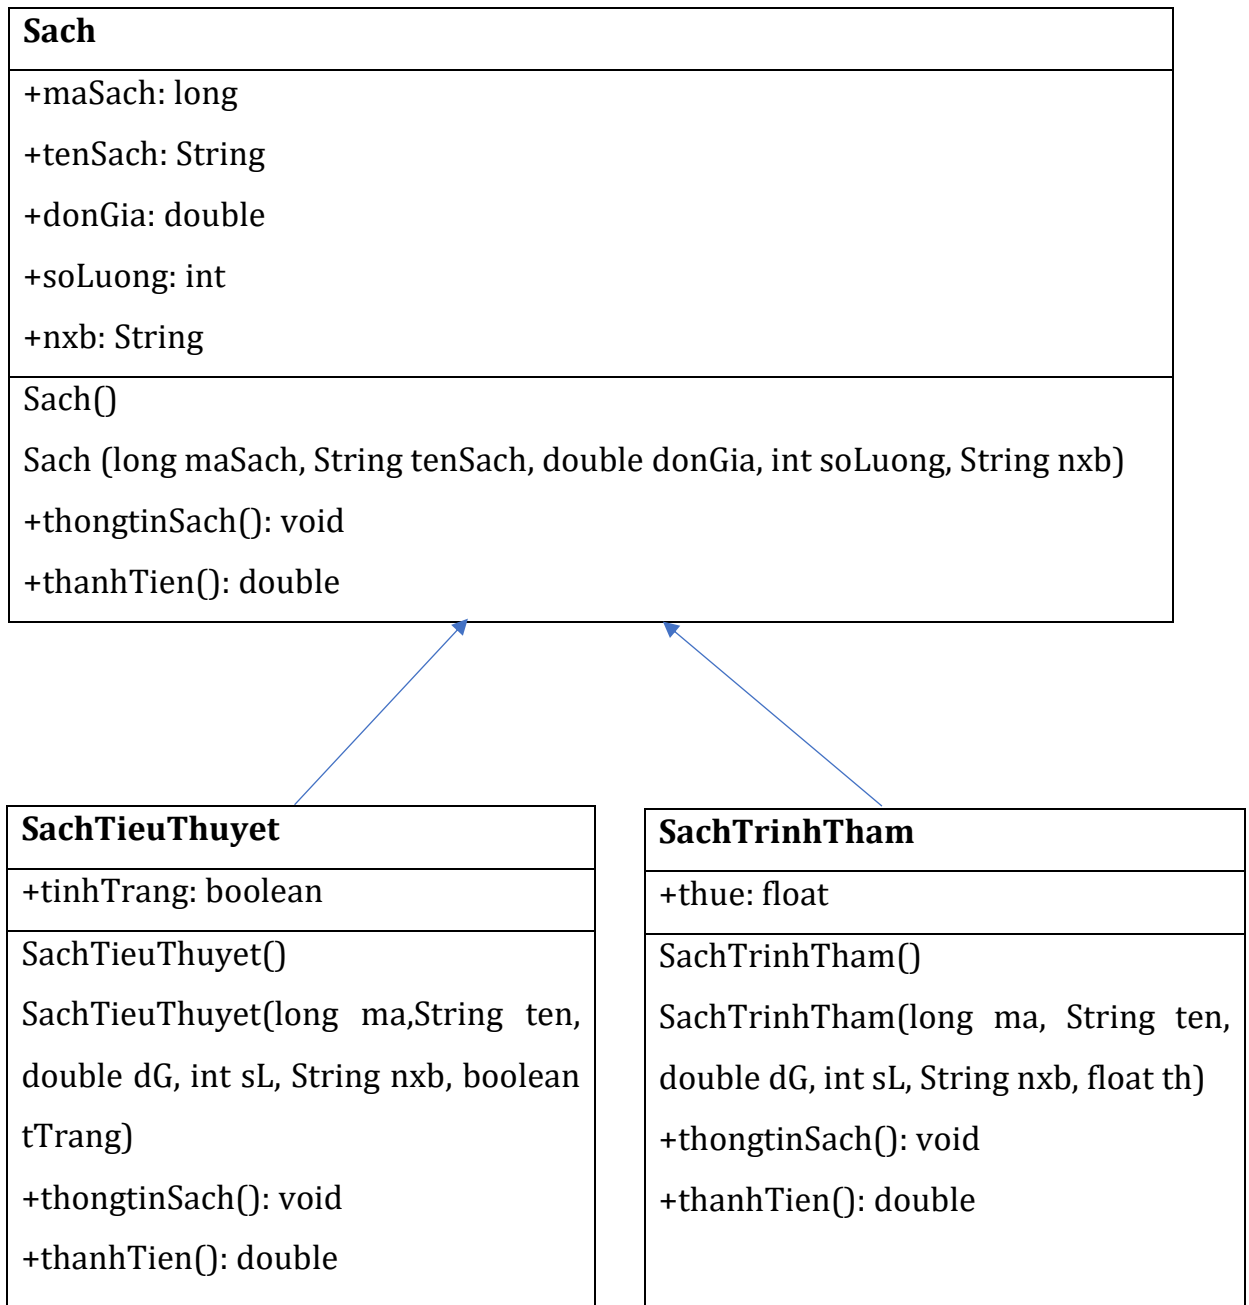 Sach
+maSach: long
+tenSach: String
+donGia: double
+soLuong: int
+nxb: String
Sach()
Sach (long maSach, String tenSach, double donGia, int soLuong, String nxb)
+thongtinSach(): void
+thanhTien(): double
SachTieuThuyet
+tinhTrang: boolean
SachTieuThuyet()
SachTieuThuyet(long ma,String ten,
double dG, int sL, String nxb, boolean
tTrang)
+thongtinSach(): void
+thanhTien(): double
SachTrinhTham
+thue: float
SachTrinhTham()
SachTrinhTham(long ma, String ten,
double dG, int sL, String nxb, float th)
+thongtinSach(): void
+thanhTien(): double